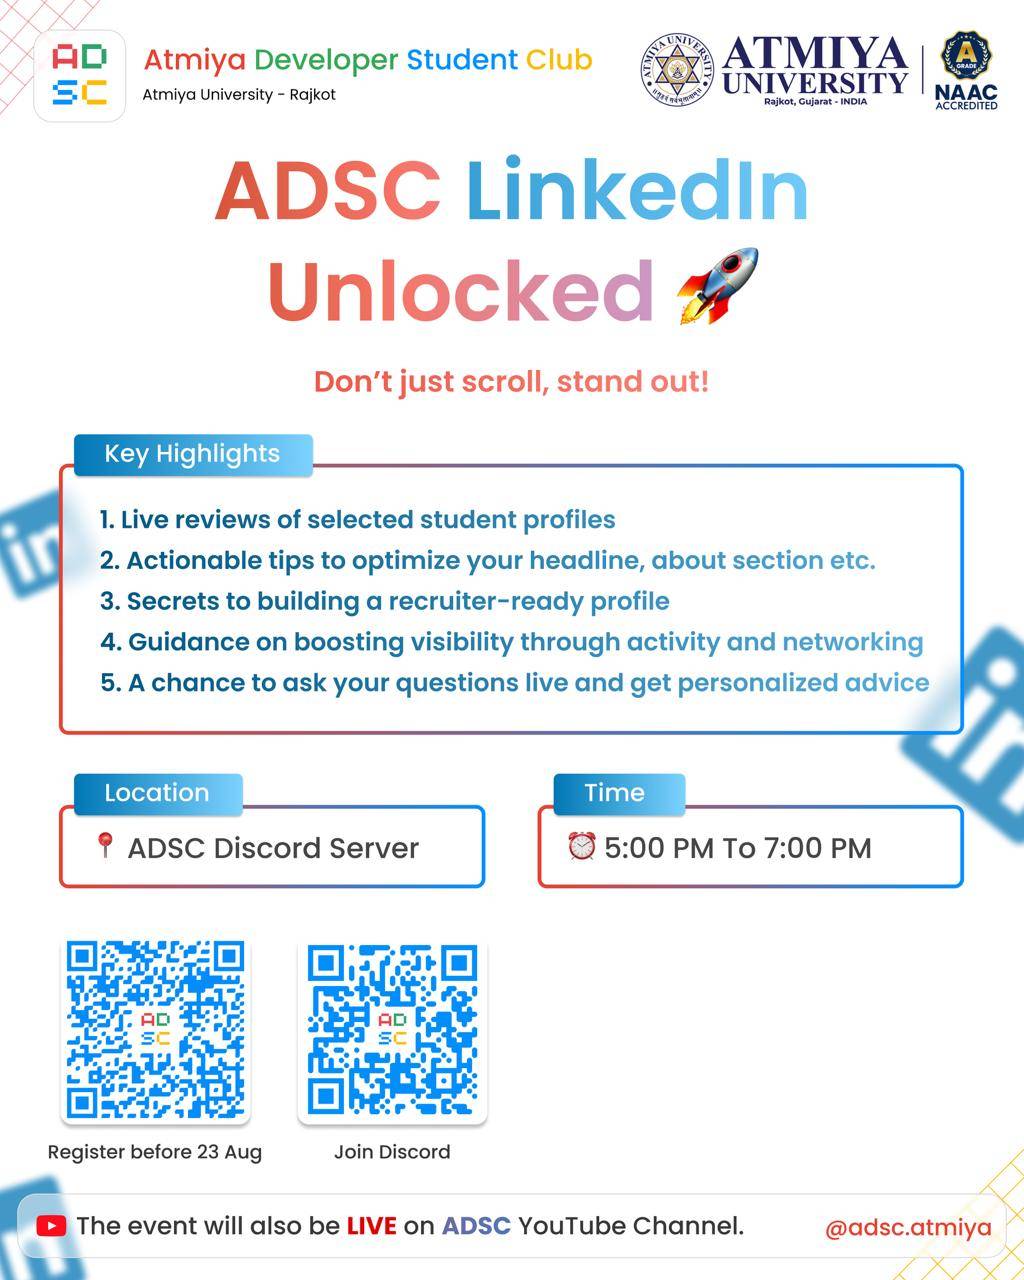 AD
SC
Atmiya Developer Student Club
Atmiya University - Rajkot
ATMIYA UNIVERSITY
ATMIYA
UNIVERSITY
Rajkot, Gujarat - INDIA
A
GRADE
NAAC
ACCREDITED
ADSC LinkedIn
Unlocked 🚀
Don’t just scroll, stand out!
Key Highlights
1. Live reviews of selected student profiles
2. Actionable tips to optimize your headline, about section etc.
3. Secrets to building a recruiter-ready profile
4. Guidance on boosting visibility through activity and networking
5. A chance to ask your questions live and get personalized advice
in
in
Location
📍 ADSC Discord Server
Time
⏰ 5:00 PM To 7:00 PM
AD
SC
AD
SC
Register before 23 Aug
Join Discord
The event will also be LIVE on ADSC YouTube Channel.
@adsc.atmiya